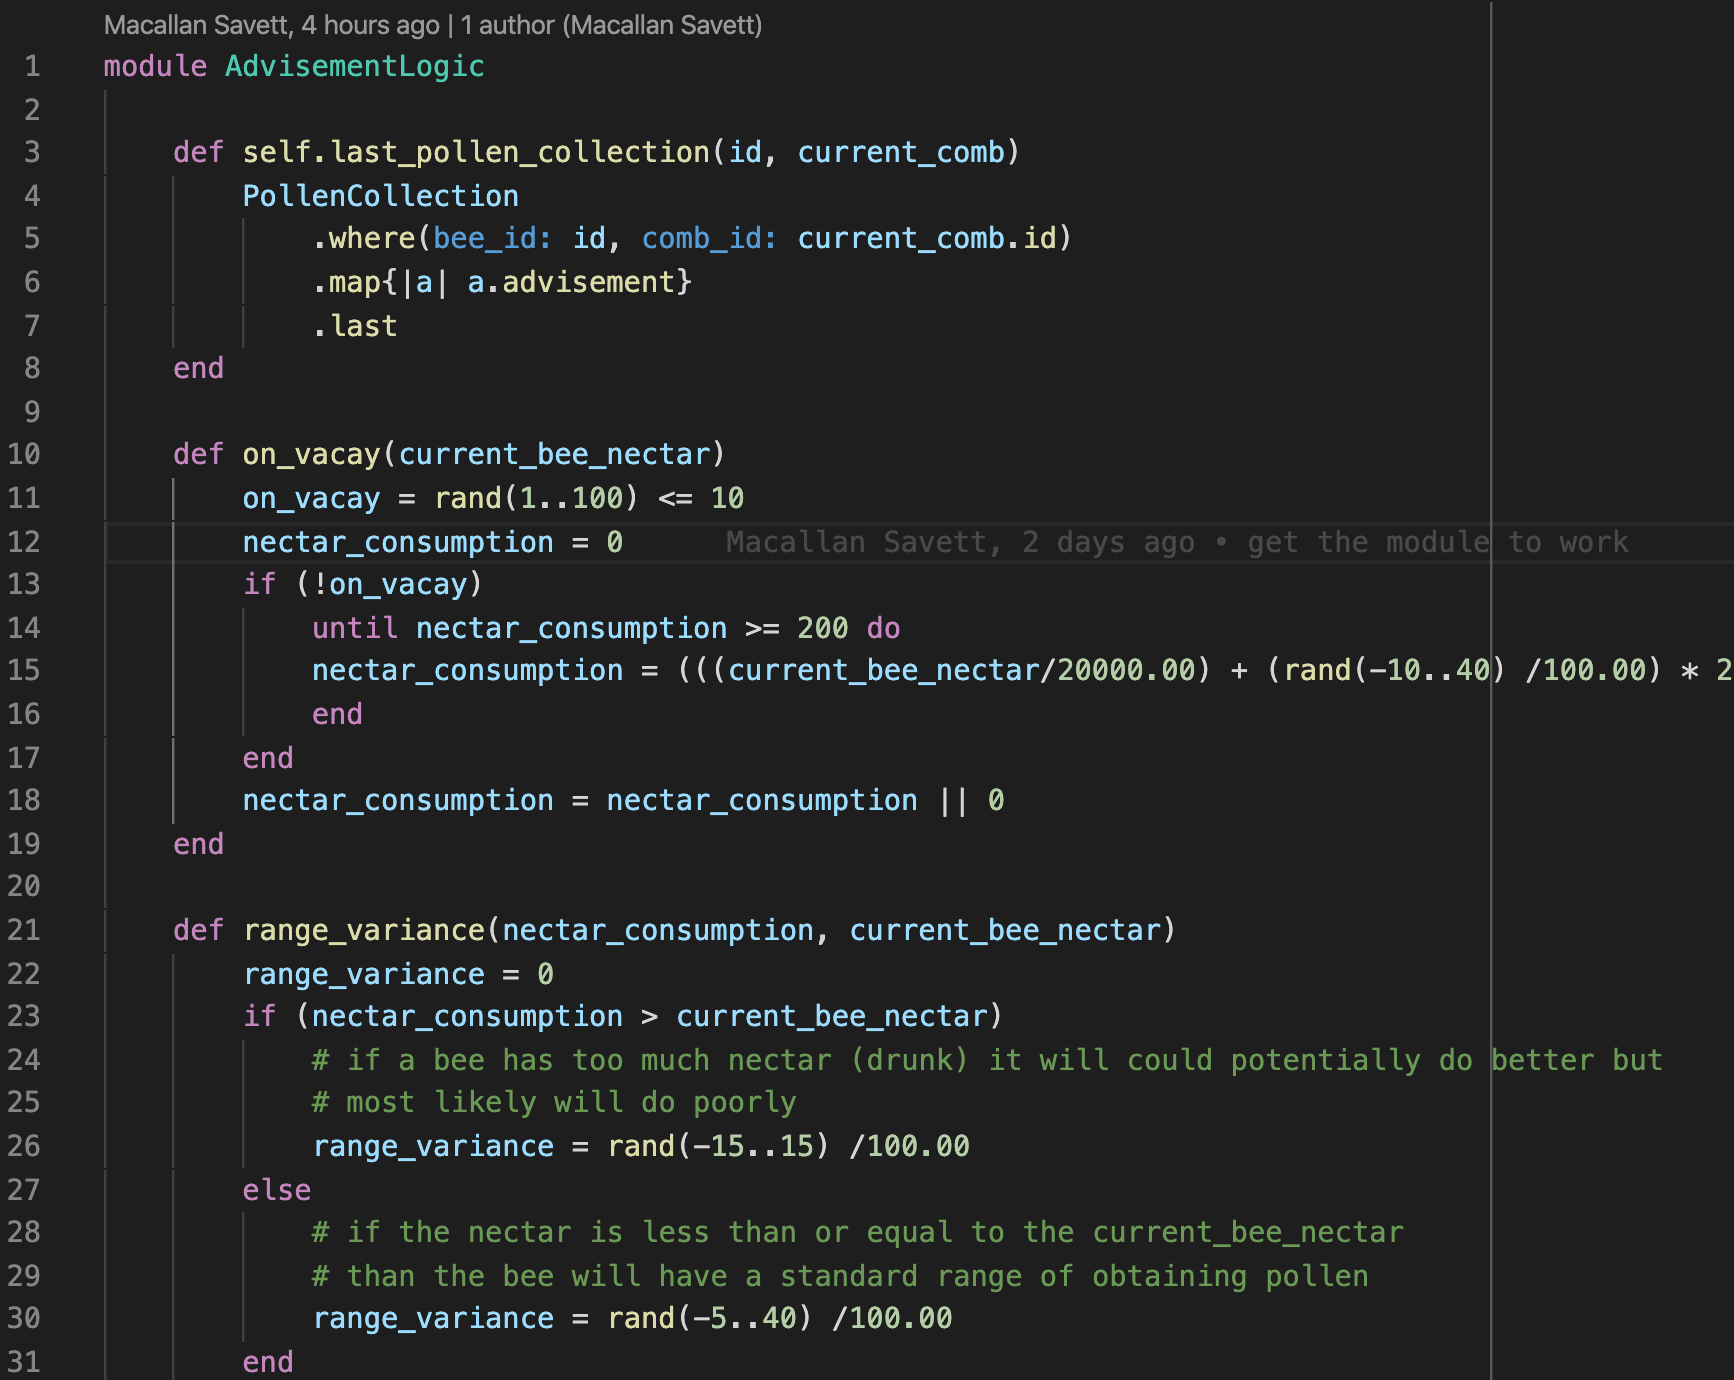 Macallan Savett, 4 hours ago | 1 author (Macallan Savett)
1 module AdvisementLogic
2
3     def self.last_pollen_collection(id, current_comb)
4         PollenCollection
5             .where(bee_id: id, comb_id: current_comb.id)
6             .map{|a| a.advisement}
7             .last
8     end
9
10     def on_vacay(current_bee_nectar)
11         on_vacay = rand(1..100) <= 10
12         nectar_consumption = 0      Macallan Savett, 2 days ago • get the module to work
13         if (!on_vacay)
14             until nectar_consumption >= 200 do
15             nectar_consumption = (((current_bee_nectar/20000.00) + (rand(-10..40) /100.00) * 2
16             end
17         end
18         nectar_consumption = nectar_consumption || 0
19     end
20
21     def range_variance(nectar_consumption, current_bee_nectar)
22         range_variance = 0
23         if (nectar_consumption > current_bee_nectar)
24             # if a bee has too much nectar (drunk) it will could potentially do better but
25             # most likely will do poorly
26             range_variance = rand(-15..15) /100.00
27         else
28             # if the nectar is less than or equal to the current_bee_nectar
29             # than the bee will have a standard range of obtaining pollen
30             range_variance = rand(-5..40) /100.00
31         end